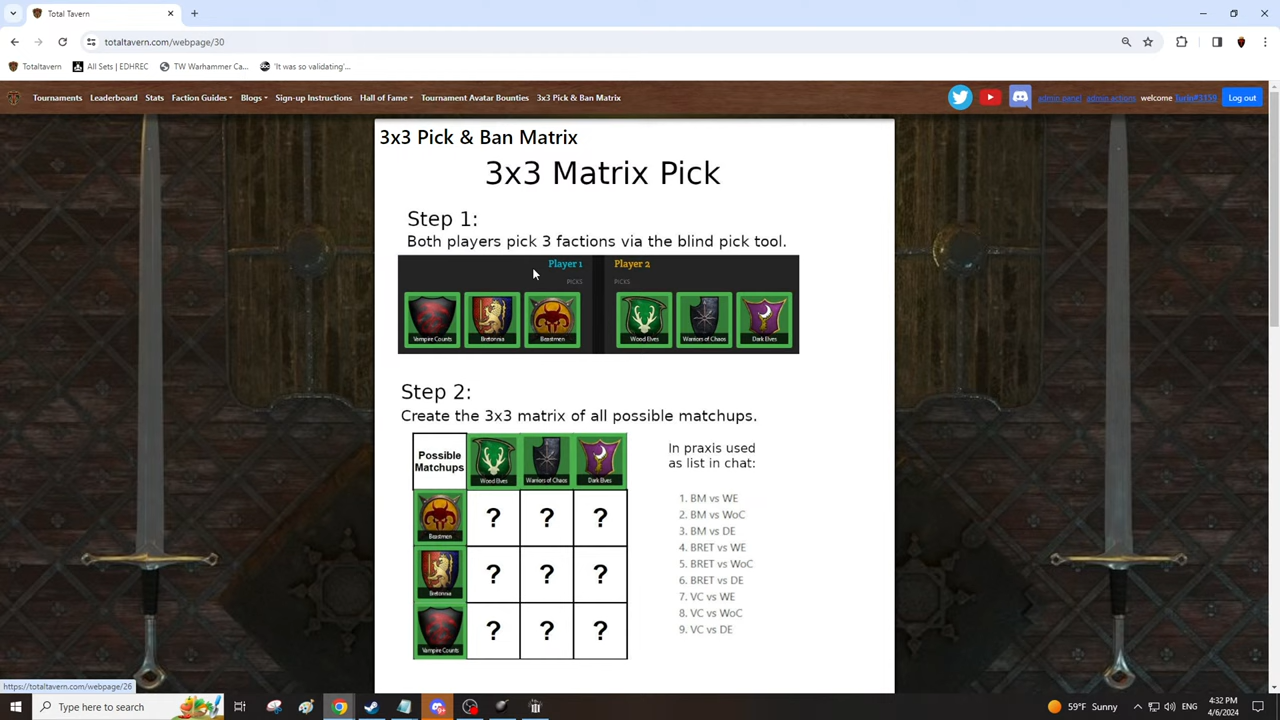 Total Tavern
totaltavern.com/webpage/30
Totaltavern
All Sets | EDHREC
TW Warhammer Ca...
'It was so validating'...
Tournaments
Leaderboard
Stats
Faction Guides
Blogs
Sign-up Instructions
Hall of Fame
Tournament Avatar Bounties
3x3 Pick & Ban Matrix
admin panel
admin actions
welcome Turin#3159
Log out
3x3 Pick & Ban Matrix
3x3 Matrix Pick
Step 1:
Both players pick 3 factions via the blind pick tool.
Player 1
Player 2
PICKS
PICKS
Vampire Counts
Bretonnia
Beastmen
Wood Elves
Warriors of Chaos
Dark Elves
Step 2:
Create the 3x3 matrix of all possible matchups.
Possible
Matchups
Wood Elves
Warriors of Chaos
Dark Elves
Beastmen
? ? ?
Bretonnia
? ? ?
Vampire Counts
? ? ?
In praxis used
as list in chat:
1. BM vs WE
2. BM vs WoC
3. BM vs DE
4. BRET vs WE
5. BRET vs WoC
6. BRET vs DE
7. VC vs WE
8. VC vs WoC
9. VC vs DE
https://totaltavern.com/webpage/26
Type here to search
59°F Sunny
ENG
4:32 PM
4/6/2024